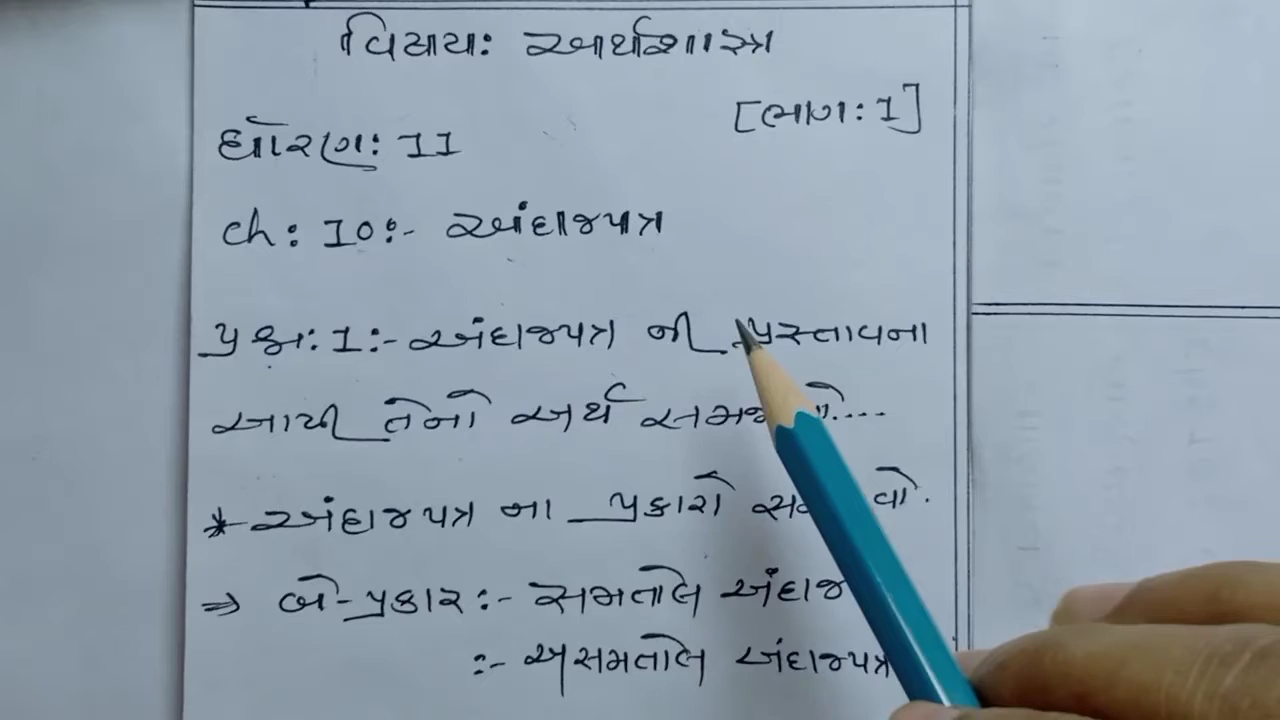 વિષય: અર્થશાસ્ત્ર
[ભાગ: 1]
ધોરણ: 11
ch: 10:- અંદાજપત્ર
પ્રશ્ન: 1:- અંદાજપત્ર ની પ્રસ્તાવના
આપી તેનો અર્થ સમજાવો....
* અંદાજપત્ર ના પ્રકારો
⇒ બે-પ્રકાર :- સમતોલ અંદાજ
:- અસમતોલ અંદાજપત્ર